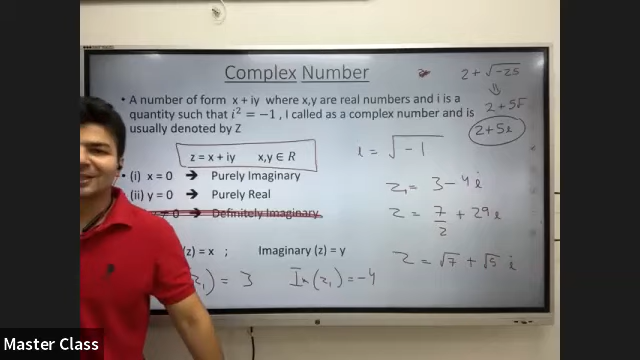 Complex Number
• A number of form x + iy where x,y are real numbers and i is a
quantity such that i² = −1 , I called as a complex number and is
usually denoted by Z
z = x + iy x,y ∈ R
• (i) x = 0 ➔ Purely Imaginary
(ii) y = 0 ➔ Purely Real
≠ 0 ➔ Definitely Imaginary
(z) = x ; Imaginary (z) = y
z₁) = 3 Im(z₁) = −4
2 + √−25
⇓
2 + 5
2 + 5i
i = √−1
z₁ = 3 − 4i
z = 7/2 + 29i
z = √7 + √5 i
Master Class